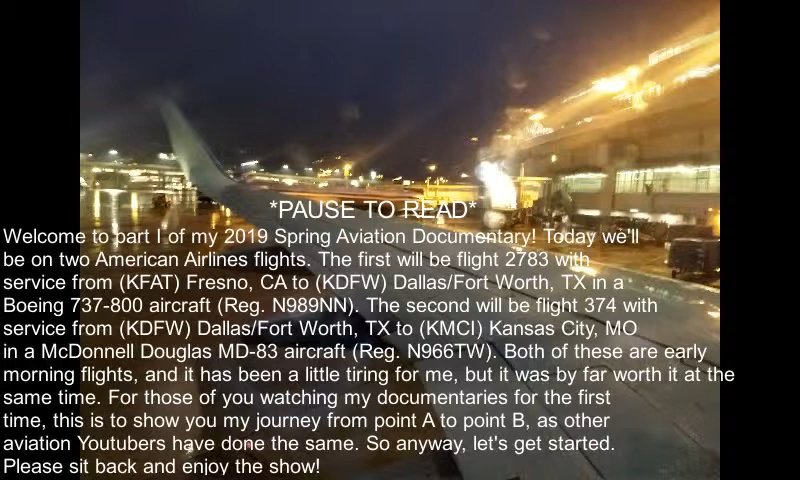 *PAUSE TO READ*
Welcome to part I of my 2019 Spring Aviation Documentary! Today we'll
be on two American Airlines flights. The first will be flight 2783 with
service from (KFAT) Fresno, CA to (KDFW) Dallas/Fort Worth, TX in a
Boeing 737-800 aircraft (Reg. N989NN). The second will be flight 374 with
service from (KDFW) Dallas/Fort Worth, TX to (KMCI) Kansas City, MO
in a McDonnell Douglas MD-83 aircraft (Reg. N966TW). Both of these are early
morning flights, and it has been a little tiring for me, but it was by far worth it at the
same time. For those of you watching my documentaries for the first
time, this is to show you my journey from point A to point B, as other
aviation Youtubers have done the same. So anyway, let's get started.
Please sit back and enjoy the show!